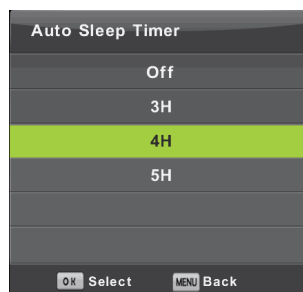 Auto Sleep Timer
Off
3H
4H
5H
OK Select MENU Back